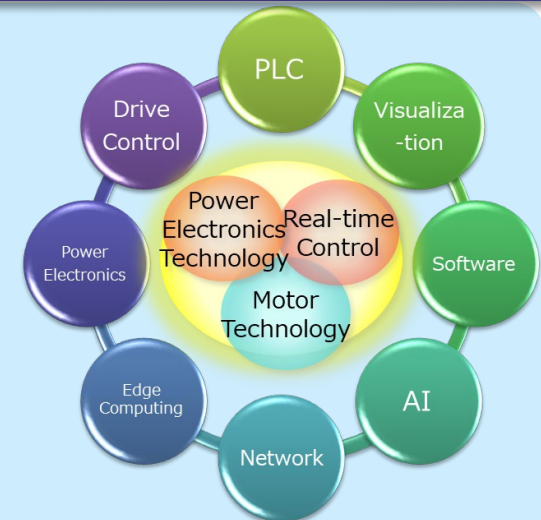 PLC
Visualiza
-tion
Software
AI
Network
Edge
Computing
Power
Electronics
Drive
Control
Power
Electronics
Technology
Real-time
Control
Motor
Technology